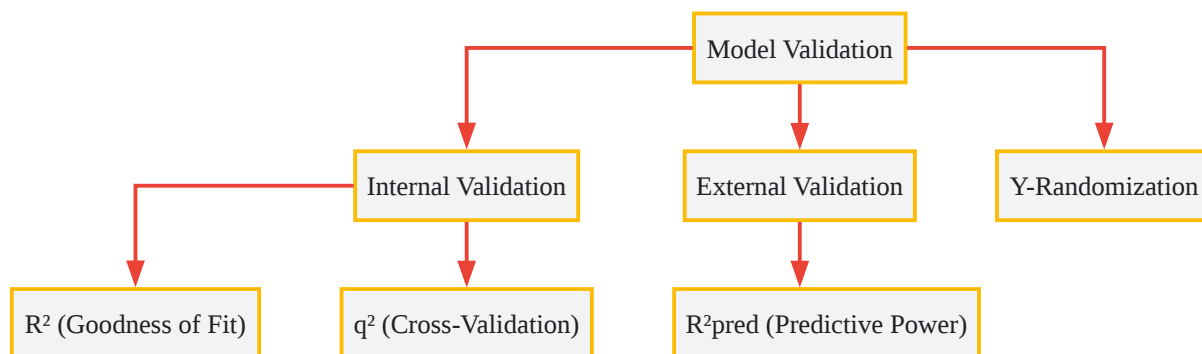 Model Validation
Internal Validation
External Validation
Y-Randomization
R² (Goodness of Fit)
q² (Cross-Validation)
R²pred (Predictive Power)